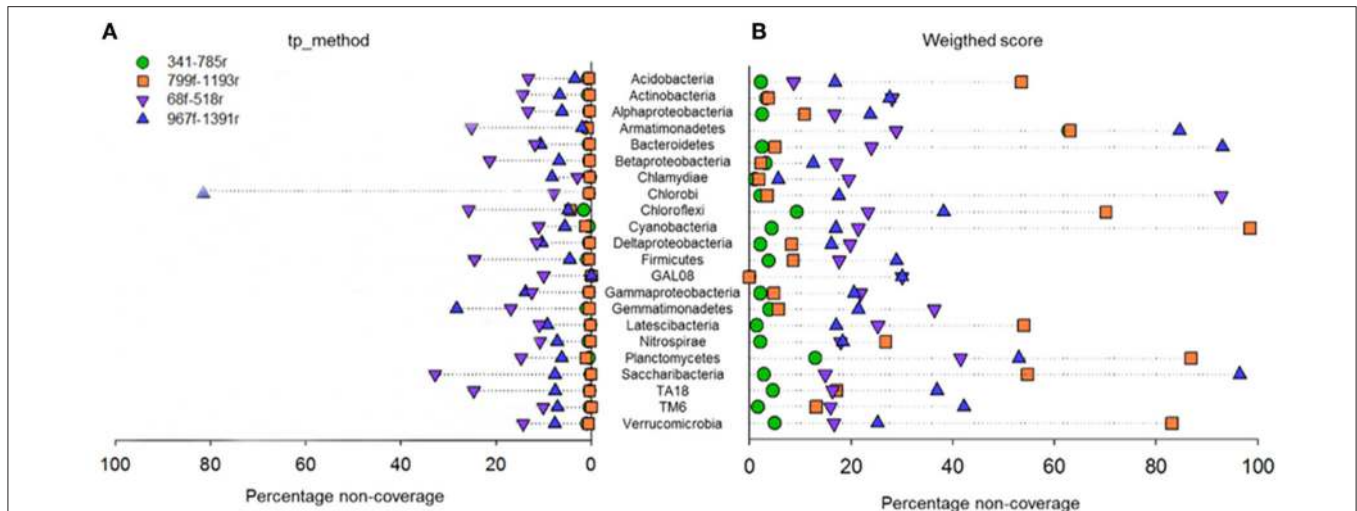 A
B
tp_method
Weigthed score
341-785r
799f-1193r
68f-518r
967f-1391r
Acidobacteria
Actinobacteria
Alphaproteobacteria
Armatimonadetes
Bacteroidetes
Betaproteobacteria
Chlamydiae
Chlorobi
Chloroflexi
Cyanobacteria
Deltaproteobacteria
Firmicutes
GAL08
Gammaproteobacteria
Gemmatimonadetes
Latescibacteria
Nitrospirae
Planctomycetes
Saccharibacteria
TA18
TM6
Verrucomicrobia
100 80 60 40 20 0
0 20 40 60 80 100
Percentage non-coverage
Percentage non-coverage